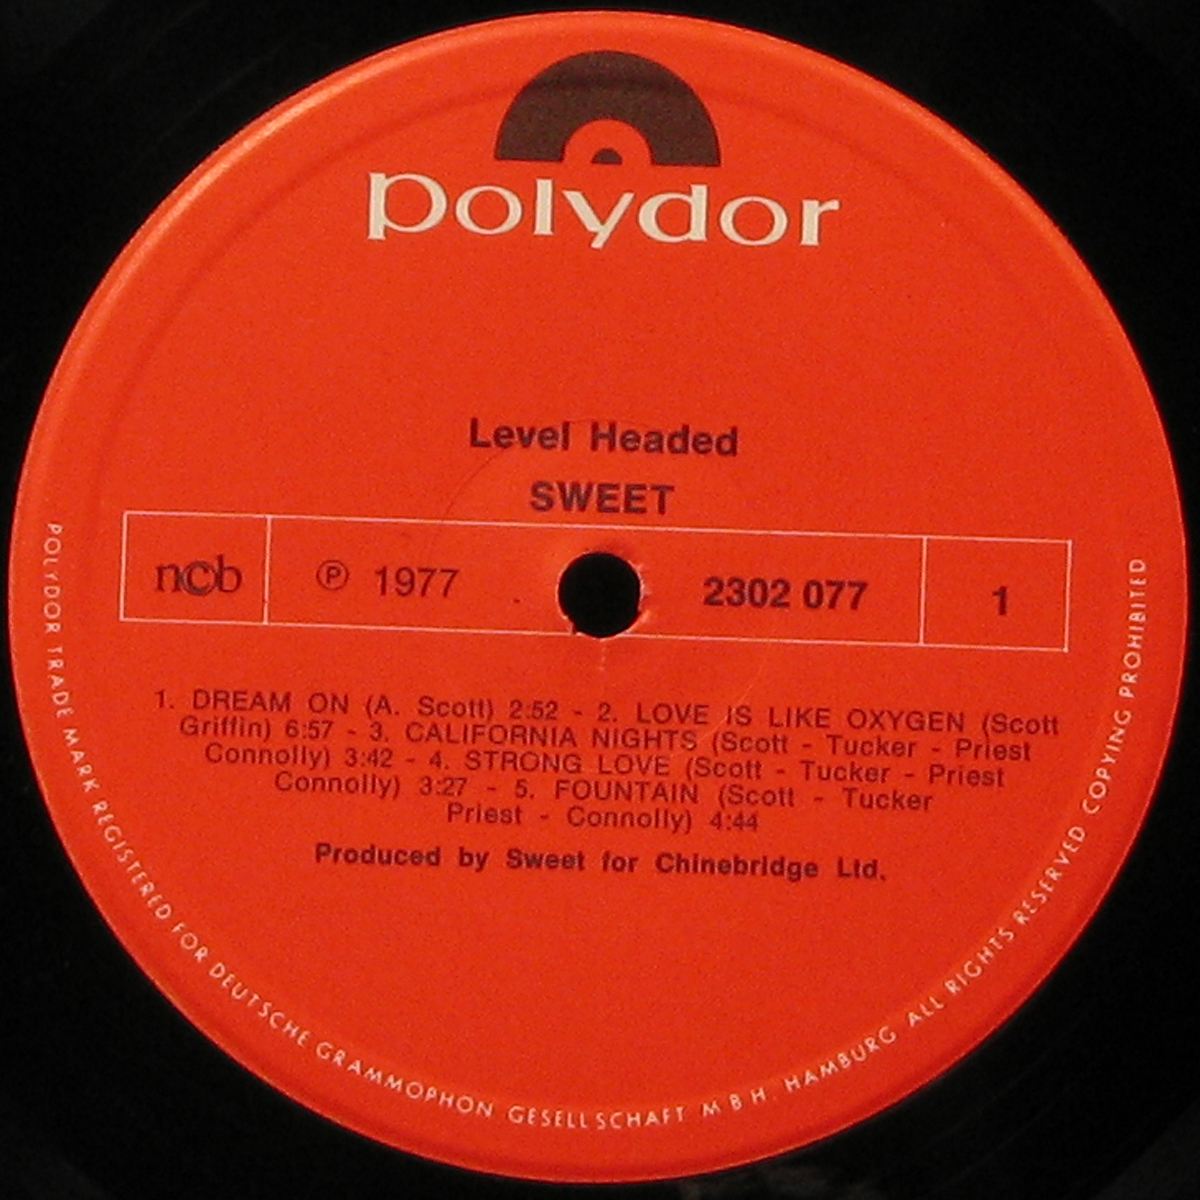 polydor
Level Headed
SWEET
ncb ℗ 1977 2302 077 1
1. DREAM ON (A. Scott) 2:52 - 2. LOVE IS LIKE OXYGEN (Scott
Griffin) 6:57 - 3. CALIFORNIA NIGHTS (Scott - Tucker - Priest
Connolly) 3:42 - 4. STRONG LOVE (Scott - Tucker - Priest
Connolly) 3:27 - 5. FOUNTAIN (Scott - Tucker
Priest - Connolly) 4:44
Produced by Sweet for Chinebridge Ltd.
POLYDOR TRADE MARK REGISTERED FOR DEUTSCHE GRAMMOPHON GESELLSCHAFT M B H. HAMBURG ALL RIGHTS RESERVED COPYING PROHIBITED